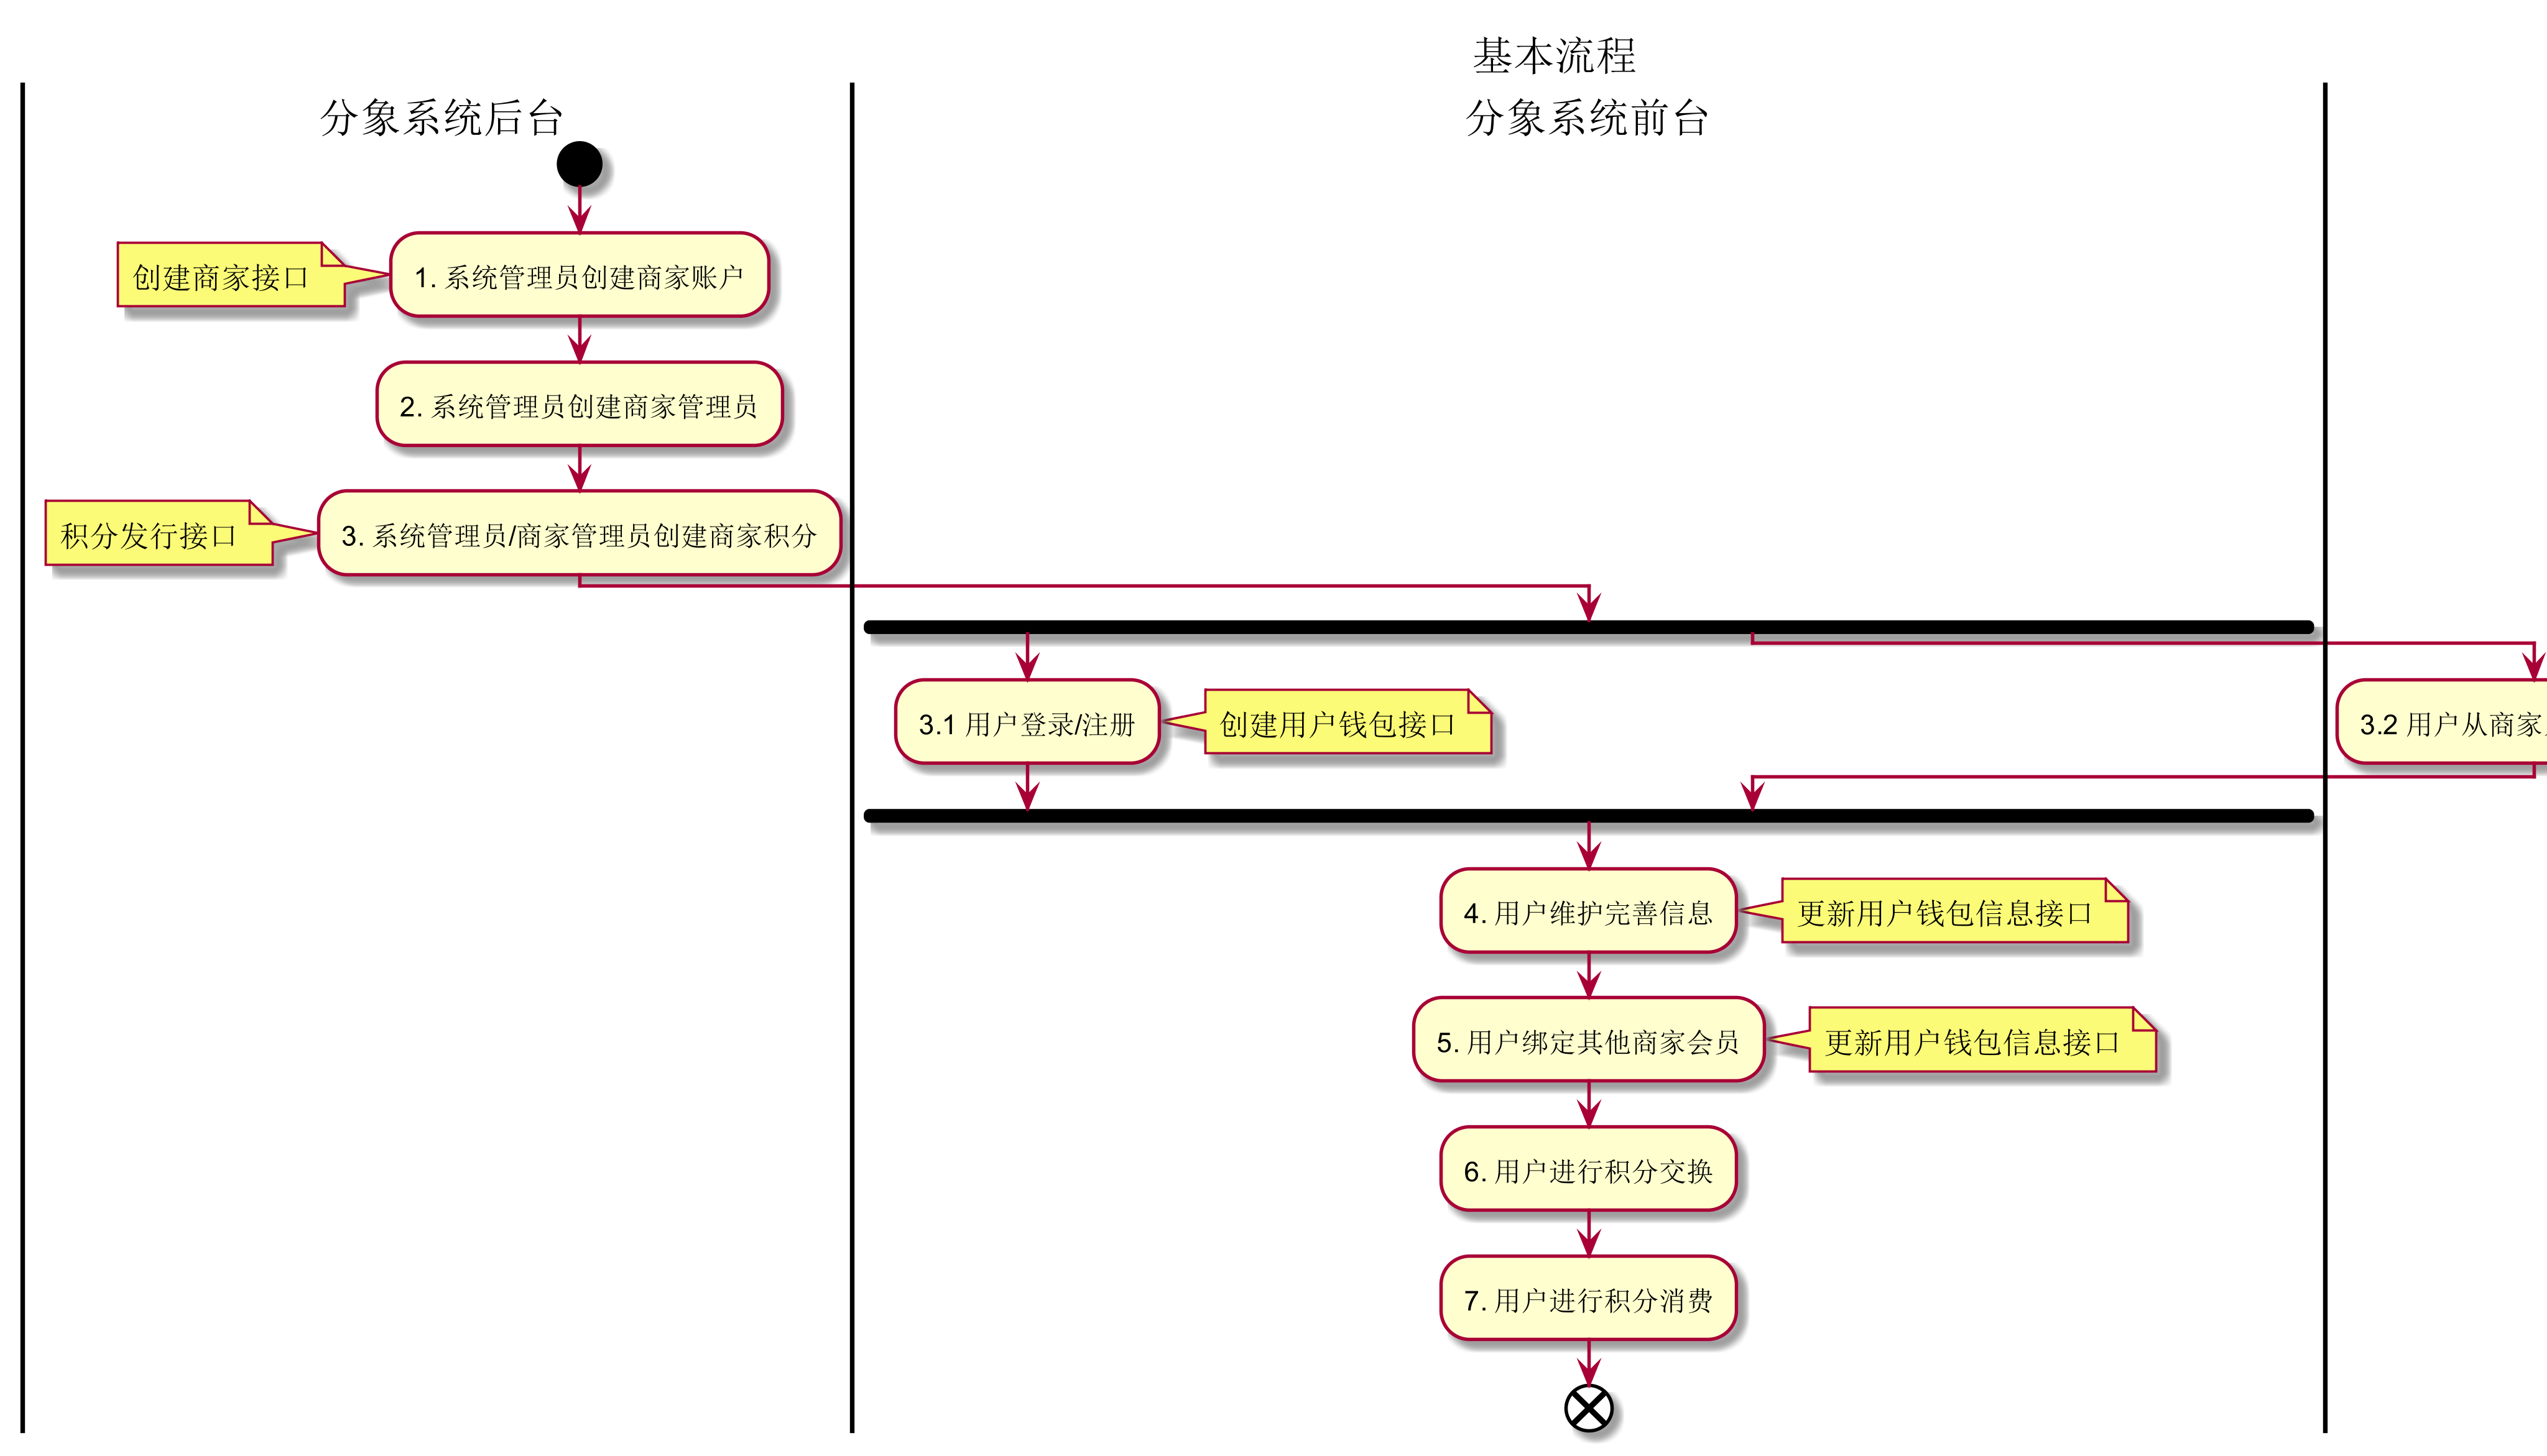 基本流程
分象系统后台
分象系统前台
创建商家接口
1. 系统管理员创建商家账户
2. 系统管理员创建商家管理员
积分发行接口
3. 系统管理员/商家管理员创建商家积分
3.1 用户登录/注册
创建用户钱包接口
3.2 用户从商家
4. 用户维护完善信息
更新用户钱包信息接口
5. 用户绑定其他商家会员
更新用户钱包信息接口
6. 用户进行积分交换
7. 用户进行积分消费